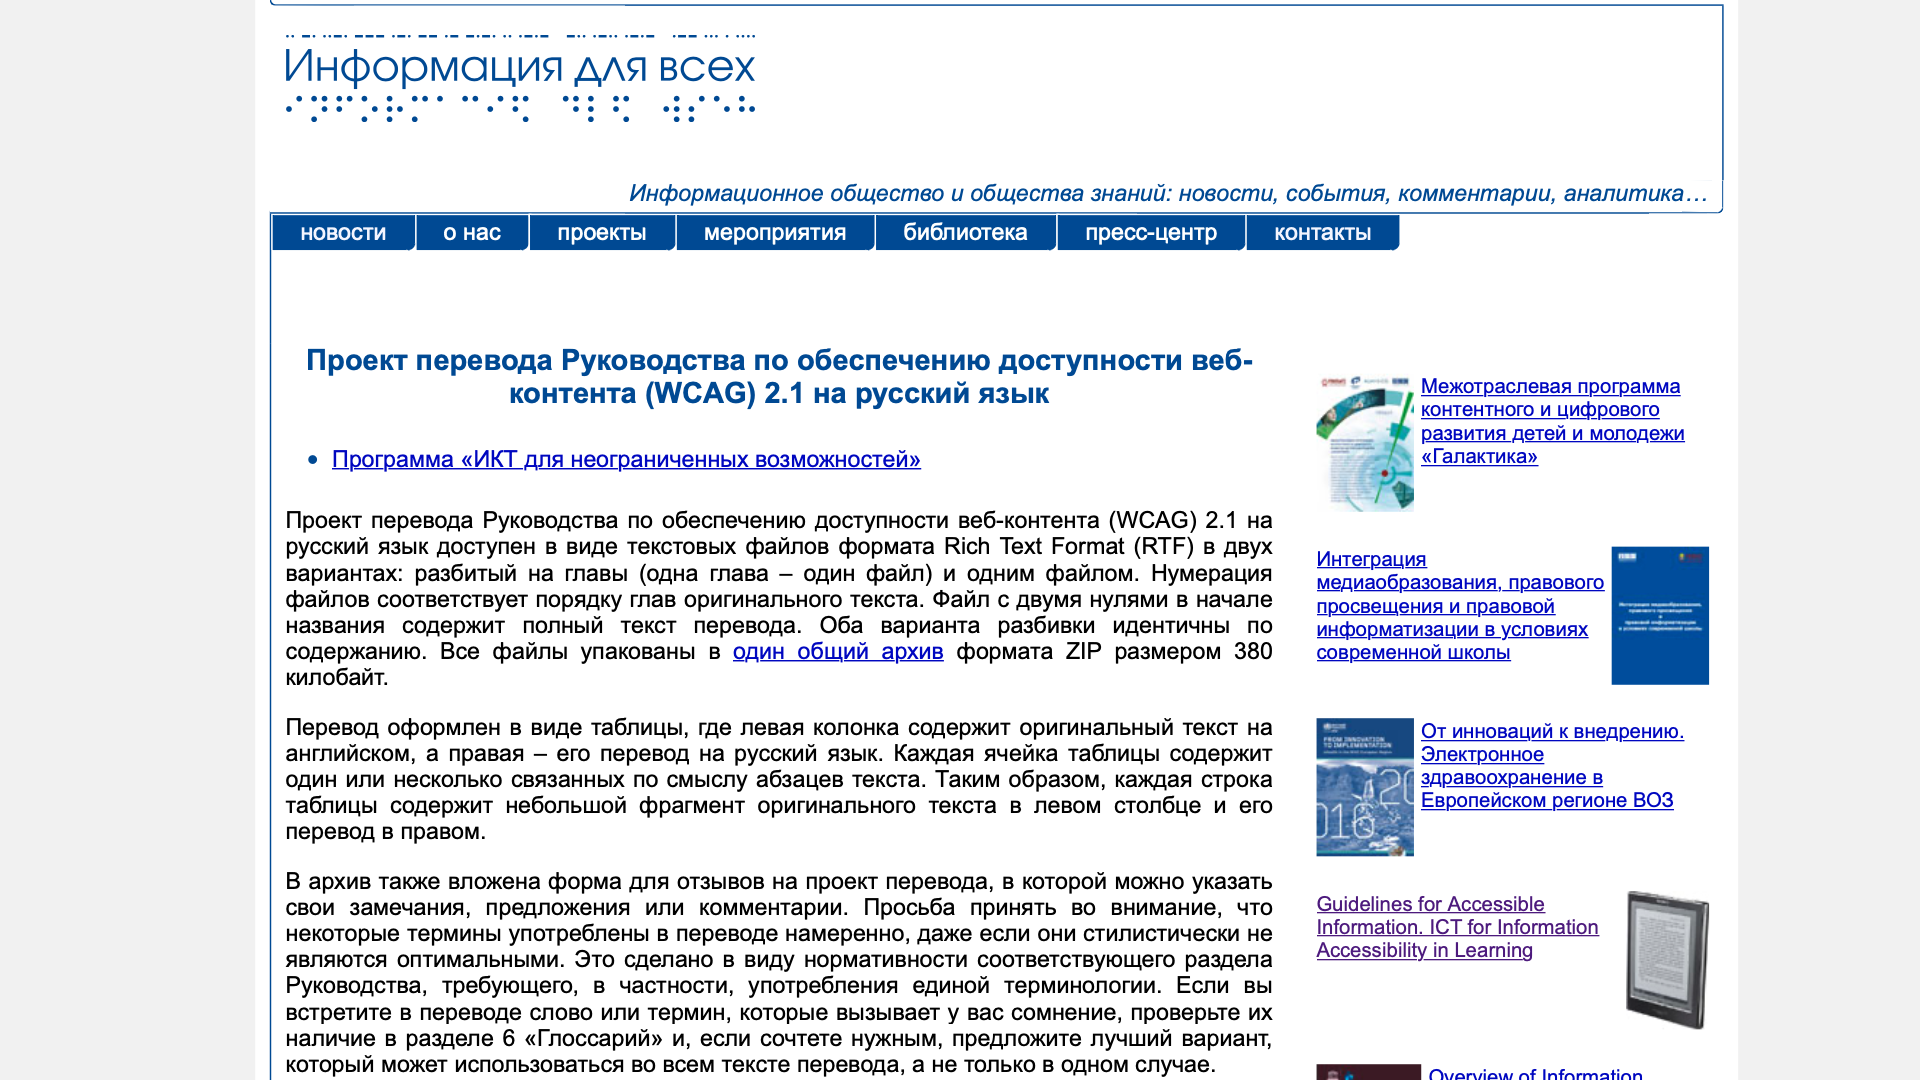 Информация для всех
Информационное общество и общества знаний: новости, события, комментарии, аналитика…
новости
о нас
проекты
мероприятия
библиотека
пресс-центр
контакты
Проект перевода Руководства по обеспечению доступности веб-
контента (WCAG) 2.1 на русский язык
Программа «ИКТ для неограниченных возможностей»
Проект перевода Руководства по обеспечению доступности веб-контента (WCAG) 2.1 на
русский язык доступен в виде текстовых файлов формата Rich Text Format (RTF) в двух
вариантах: разбитый на главы (одна глава – один файл) и одним файлом. Нумерация
файлов соответствует порядку глав оригинального текста. Файл с двумя нулями в начале
названия содержит полный текст перевода. Оба варианта разбивки идентичны по
содержанию. Все файлы упакованы в один общий архив формата ZIP размером 380
килобайт.
Перевод оформлен в виде таблицы, где левая колонка содержит оригинальный текст на
английском, а правая – его перевод на русский язык. Каждая ячейка таблицы содержит
один или несколько связанных по смыслу абзацев текста. Таким образом, каждая строка
таблицы содержит небольшой фрагмент оригинального текста в левом столбце и его
перевод в правом.
В архив также вложена форма для отзывов на проект перевода, в которой можно указать
свои замечания, предложения или комментарии. Просьба принять во внимание, что
некоторые термины употреблены в переводе намеренно, даже если они стилистически не
являются оптимальными. Это сделано в виду нормативности соответствующего раздела
Руководства, требующего, в частности, употребления единой терминологии. Если вы
встретите в переводе слово или термин, которые вызывает у вас сомнение, проверьте их
наличие в разделе 6 «Глоссарий» и, если сочтете нужным, предложите лучший вариант,
который может использоваться во всем тексте перевода, а не только в одном случае.
Межотраслевая программа
контентного и цифрового
развития детей и молодежи
«Галактика»
Интеграция
медиаобразования, правового
просвещения и правовой
информатизации в условиях
современной школы
Интеграция медиаобразования,
правового просвещения
и
правовой информатизации
в условиях современной школы
FROM INNOVATION
TO IMPLEMENTATION
2016
От инноваций к внедрению.
Электронное
здравоохранение в
Европейском регионе ВОЗ
Guidelines for Accessible
Information. ICT for Information
Accessibility in Learning
Overview of Information